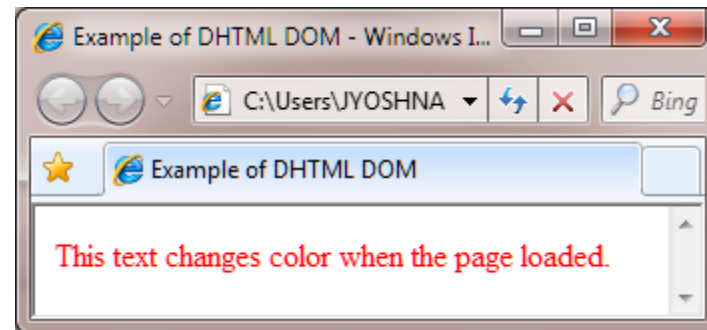 Example of DHTML DOM - Windows I...
C:\Users\JYOSHNA
Bing
Example of DHTML DOM
This text changes color when the page loaded.